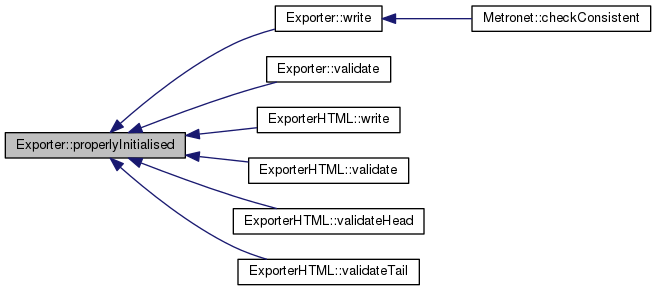 Exporter::write
Metronet::checkConsistent
Exporter::validate
ExporterHTML::write
Exporter::properlyInitialised
ExporterHTML::validate
ExporterHTML::validateHead
ExporterHTML::validateTail